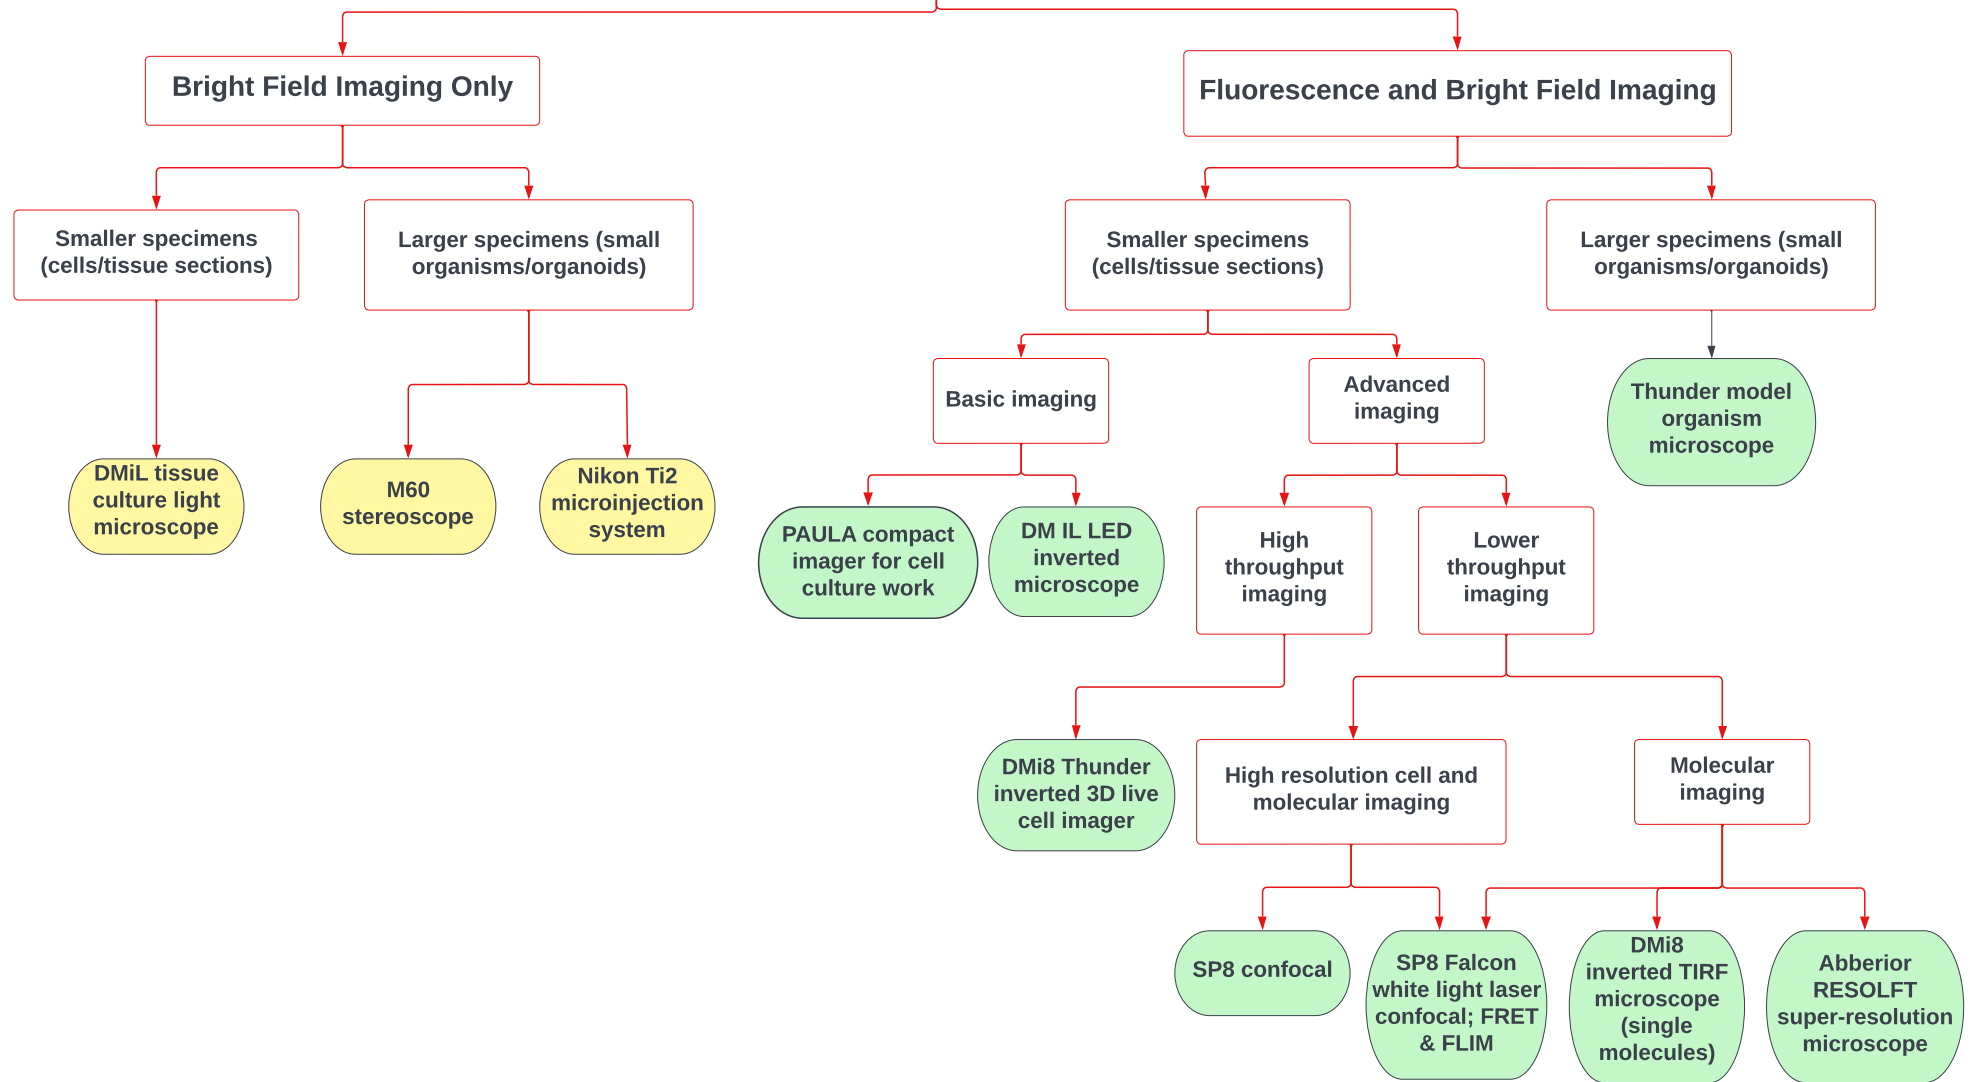 Bright Field Imaging Only
Fluorescence and Bright Field Imaging
Smaller specimens
(cells/tissue sections)
Larger specimens (small
organisms/organoids)
Smaller specimens
(cells/tissue sections)
Larger specimens (small
organisms/organoids)
Basic imaging
Advanced
imaging
Thunder model
organism
microscope
DMiL tissue
culture light
microscope
M60
stereoscope
Nikon Ti2
microinjection
system
PAULA compact
imager for cell
culture work
DM IL LED
inverted
microscope
High
throughput
imaging
Lower
throughput
imaging
DMi8 Thunder
inverted 3D live
cell imager
High resolution cell and
molecular imaging
Molecular
imaging
SP8 confocal
SP8 Falcon
white light laser
confocal; FRET
& FLIM
DMi8
inverted TIRF
microscope
(single
molecules)
Abberior
RESOLFT
super-resolution
microscope